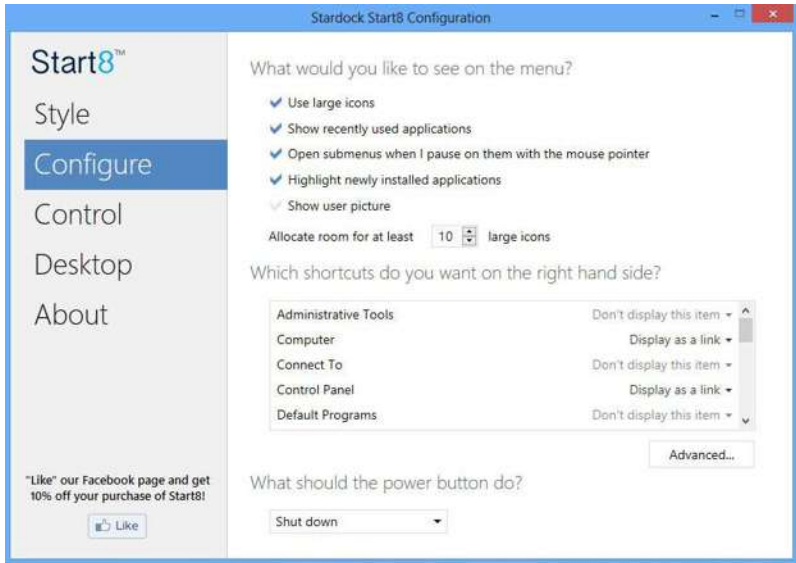 Stardock Start8 Configuration
Start8™
Style
Configure
Control
Desktop
About
"Like" our Facebook page and get
10% off your purchase of Start8!
Like
What would you like to see on the menu?
Use large icons
Show recently used applications
Open submenus when I pause on them with the mouse pointer
Highlight newly installed applications
Show user picture
Allocate room for at least 10 large icons
Which shortcuts do you want on the right hand side?
Administrative Tools Don't display this item
Computer Display as a link
Connect To Don't display this item
Control Panel Display as a link
Default Programs Don't display this item
Advanced...
What should the power button do?
Shut down